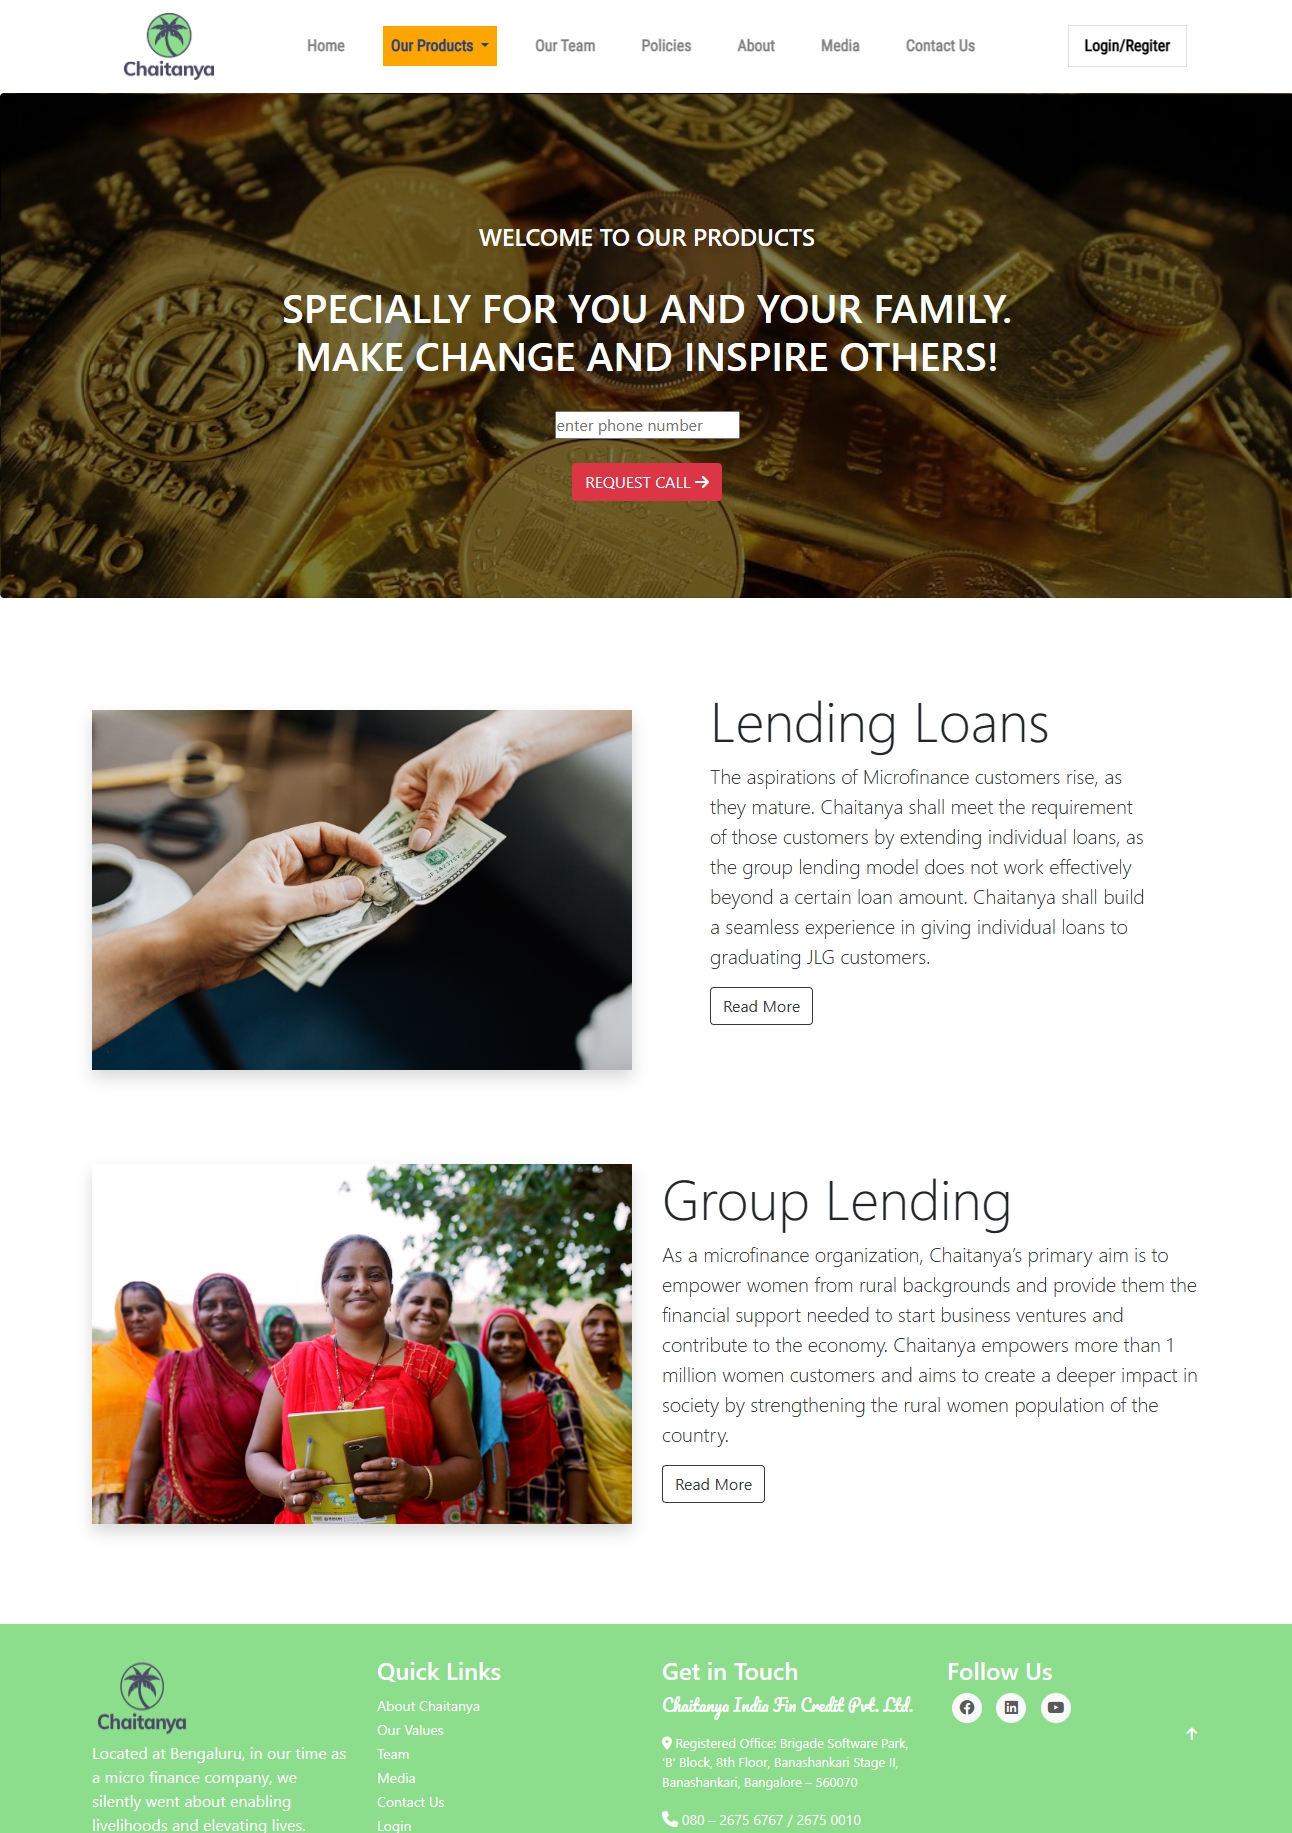 Chaitanya
Home
Our Products
Our Team
Policies
About
Media
Contact Us
Login/Regiter
WELCOME TO OUR PRODUCTS
SPECIALLY FOR YOU AND YOUR FAMILY.
MAKE CHANGE AND INSPIRE OTHERS!
enter phone number
REQUEST CALL
Lending Loans
The aspirations of Microfinance customers rise, as
they mature. Chaitanya shall meet the requirement
of those customers by extending individual loans, as
the group lending model does not work effectively
beyond a certain loan amount. Chaitanya shall build
a seamless experience in giving individual loans to
graduating JLG customers.
Read More
Group Lending
As a microfinance organization, Chaitanya’s primary aim is to
empower women from rural backgrounds and provide them the
financial support needed to start business ventures and
contribute to the economy. Chaitanya empowers more than 1
million women customers and aims to create a deeper impact in
society by strengthening the rural women population of the
country.
Read More
Chaitanya
Located at Bengaluru, in our time as
a micro finance company, we
silently went about enabling
livelihoods and elevating lives.
Quick Links
About Chaitanya
Our Values
Team
Media
Contact Us
Login
Get in Touch
Chaitanya India Fin Credit Pvt. Ltd.
Registered Office: Brigade Software Park,
‘B’ Block, 8th Floor, Banashankari Stage II,
Banashankari, Bangalore – 560070
080 – 2675 6767 / 2675 0010
Follow Us